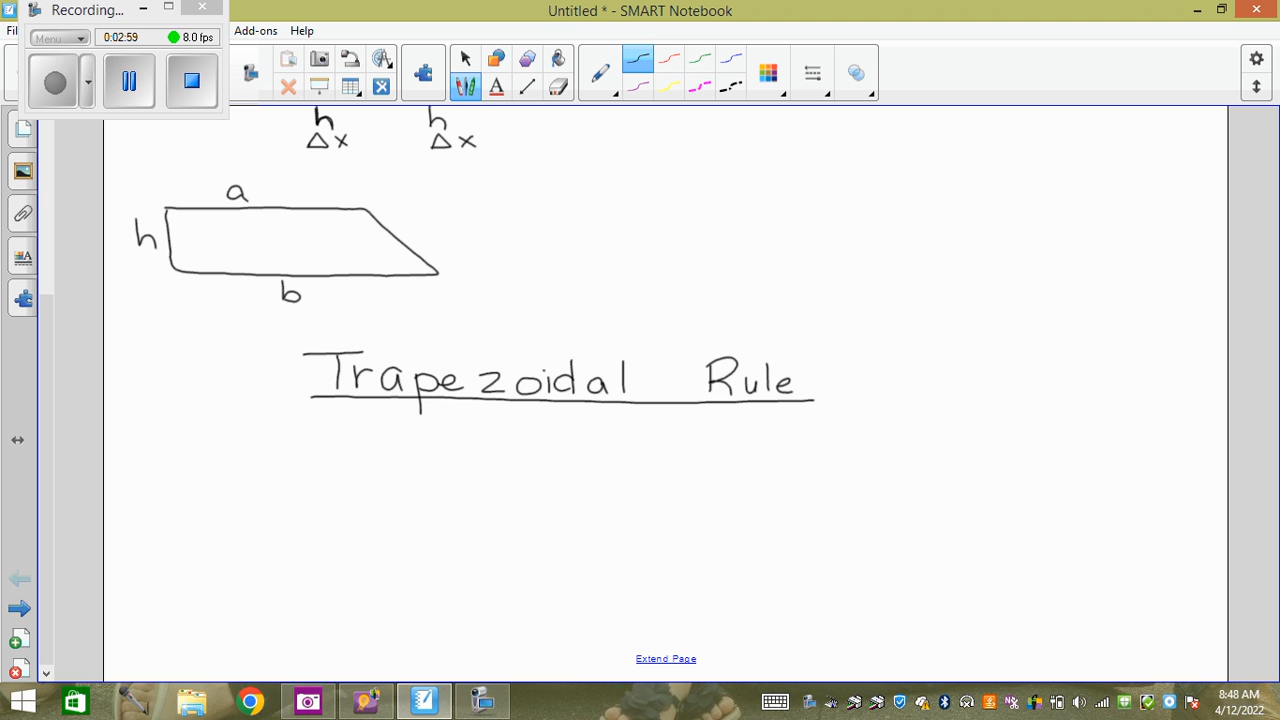 Recording...
Untitled * - SMART Notebook
Menu
0:02:59
8.0 fps
Add-ons Help
h h
Δx Δx
a
h
b
Trapezoidal Rule
Extend Page
8:48 AM
4/12/2022